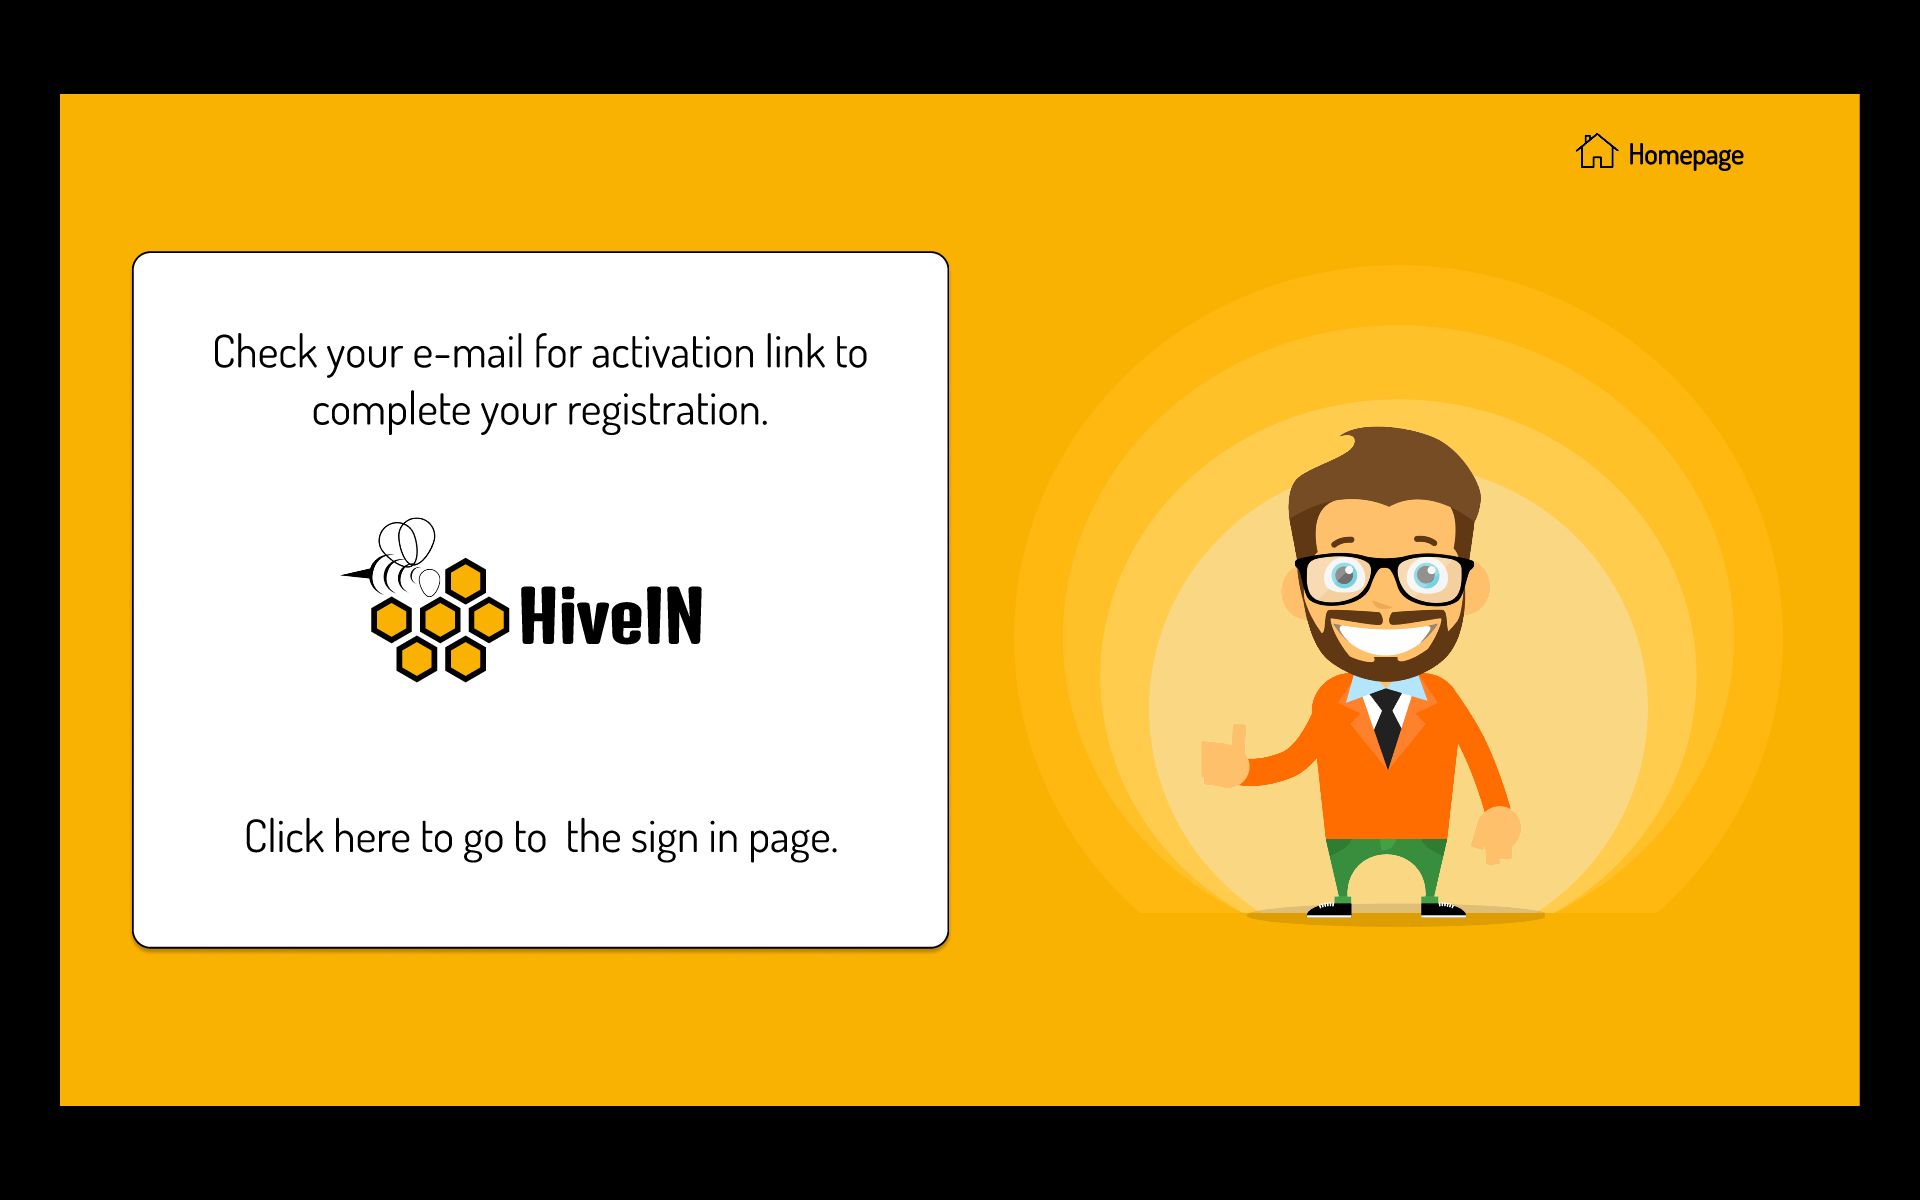 Homepage
Check your e-mail for activation link to
complete your registration.
HiveIN
Click here to go to  the sign in page.